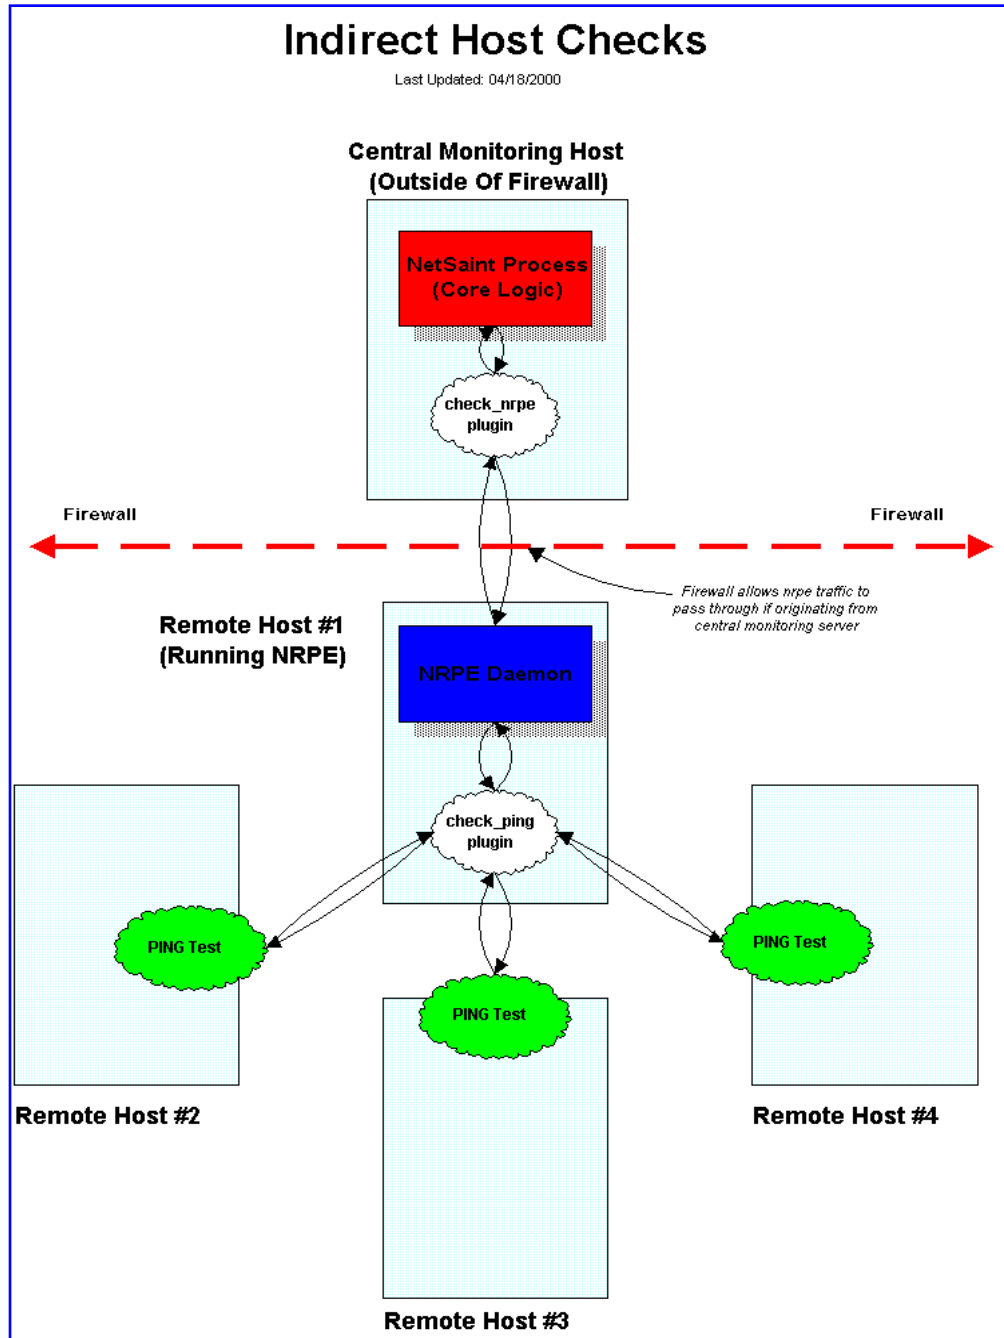 Indirect Host Checks
Last Updated: 04/18/2000
Central Monitoring Host
(Outside Of Firewall)
NetSaint Process
(Core Logic)
check_nrpe
plugin
Firewall
Firewall
Firewall allows nrpe traffic to
pass through if originating from
central monitoring server
Remote Host #1
(Running NRPE)
NRPE Daemon
check_ping
plugin
PING Test
PING Test
PING Test
Remote Host #2
Remote Host #4
Remote Host #3